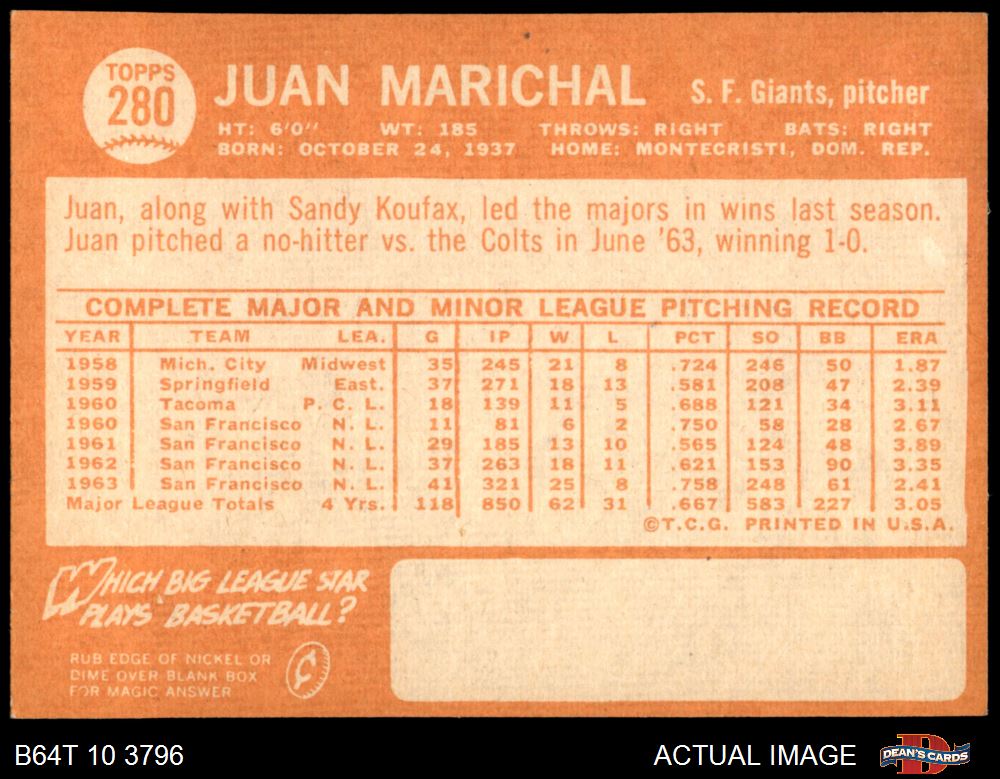 TOPPS
280
JUAN MARICHAL S. F. Giants, pitcher
HT: 6'0" WT: 185 THROWS: RIGHT BATS: RIGHT
BORN: OCTOBER 24, 1937 HOME: MONTECRISTI, DOM. REP.
Juan, along with Sandy Koufax, led the majors in wins last season.
Juan pitched a no-hitter vs. the Colts in June '63, winning 1-0.
COMPLETE MAJOR AND MINOR LEAGUE PITCHING RECORD
YEAR TEAM LEA. G IP W L PCT SO BB ERA
1958 Mich. City Midwest 35 245 21 8 .724 246 50 1.87
1959 Springfield East. 37 271 18 13 .581 208 47 2.39
1960 Tacoma P. C. L. 18 139 11 5 .688 121 34 3.11
1960 San Francisco N. L. 11 81 6 2 .750 58 28 2.67
1961 San Francisco N. L. 29 185 13 10 .565 124 48 3.89
1962 San Francisco N. L. 37 263 18 11 .621 153 90 3.35
1963 San Francisco N. L. 41 321 25 8 .758 248 61 2.41
Major League Totals 4 Yrs. 118 850 62 31 .667 583 227 3.05
©T.C.G. PRINTED IN U.S.A.
WHICH BIG LEAGUE STAR
PLAYS BASKETBALL?
RUB EDGE OF NICKEL OR
DIME OVER BLANK BOX
FOR MAGIC ANSWER
¢
B64T 10 3796 ACTUAL IMAGE DEAN'S CARDS